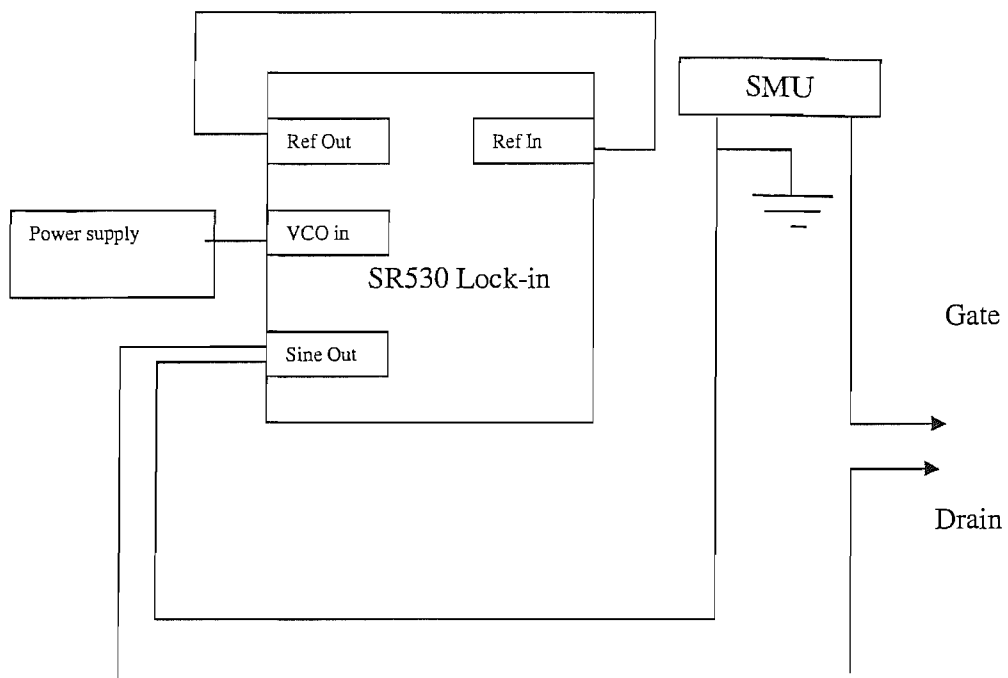 SMU
Ref Out
Ref In
Power supply
VCO in
SR530 Lock-in
Gate
Sine Out
Drain